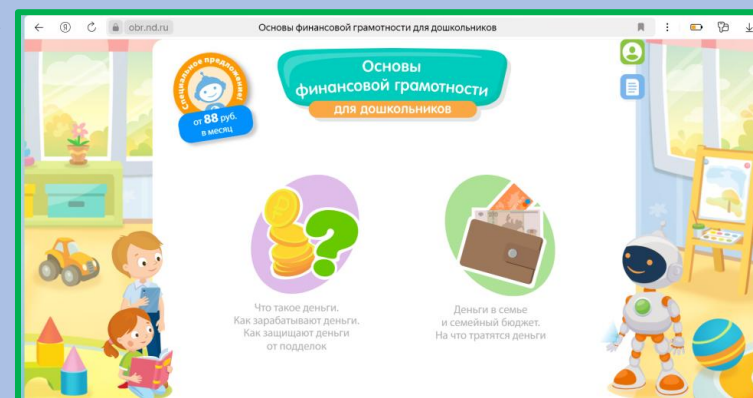 obr.nd.ru
Основы финансовой грамотности для дошкольников
Специальное предложение!
от 88 руб.
в месяц
Основы
финансовой грамотности
для дошкольников
Что такое деньги.
Как зарабатывают деньги.
Как защищают деньги
от подделок
Деньги в семье
и семейный бюджет.
На что тратятся деньги